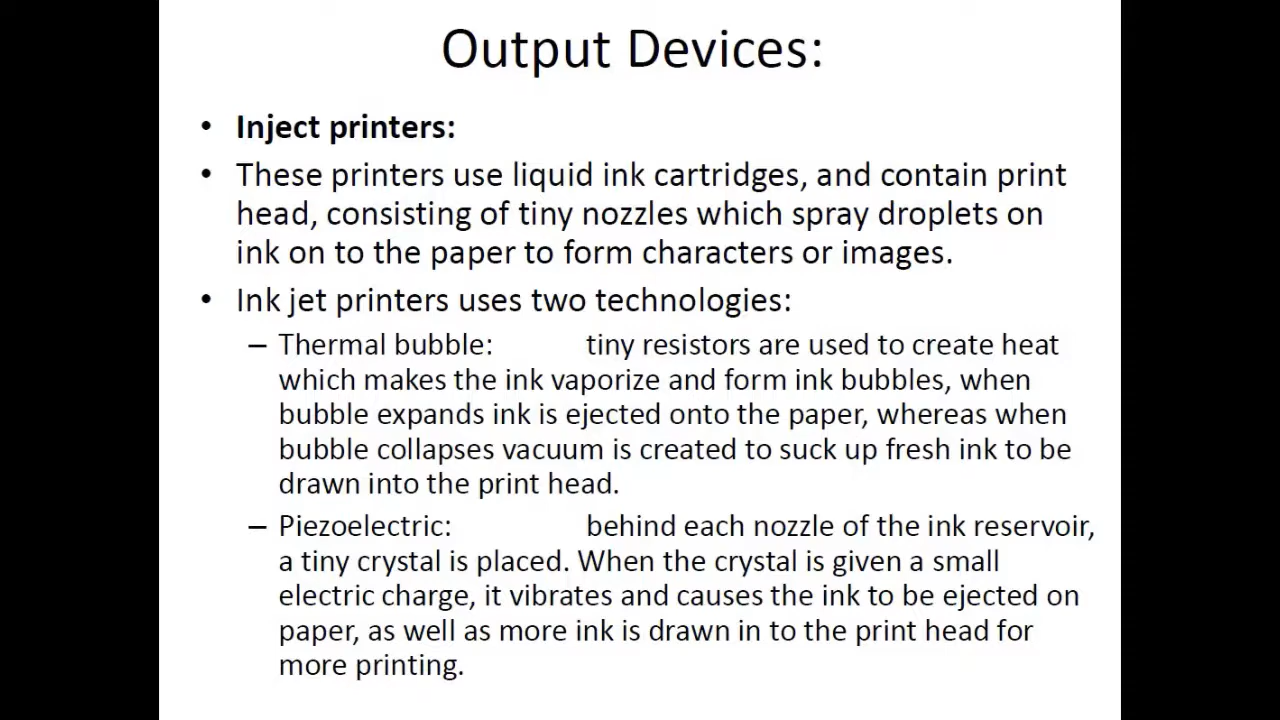 Output Devices:
• Inject printers:
• These printers use liquid ink cartridges, and contain print
head, consisting of tiny nozzles which spray droplets on
ink on to the paper to form characters or images.
• Ink jet printers uses two technologies:
– Thermal bubble: tiny resistors are used to create heat
which makes the ink vaporize and form ink bubbles, when
bubble expands ink is ejected onto the paper, whereas when
bubble collapses vacuum is created to suck up fresh ink to be
drawn into the print head.
– Piezoelectric: behind each nozzle of the ink reservoir,
a tiny crystal is placed. When the crystal is given a small
electric charge, it vibrates and causes the ink to be ejected on
paper, as well as more ink is drawn in to the print head for
more printing.